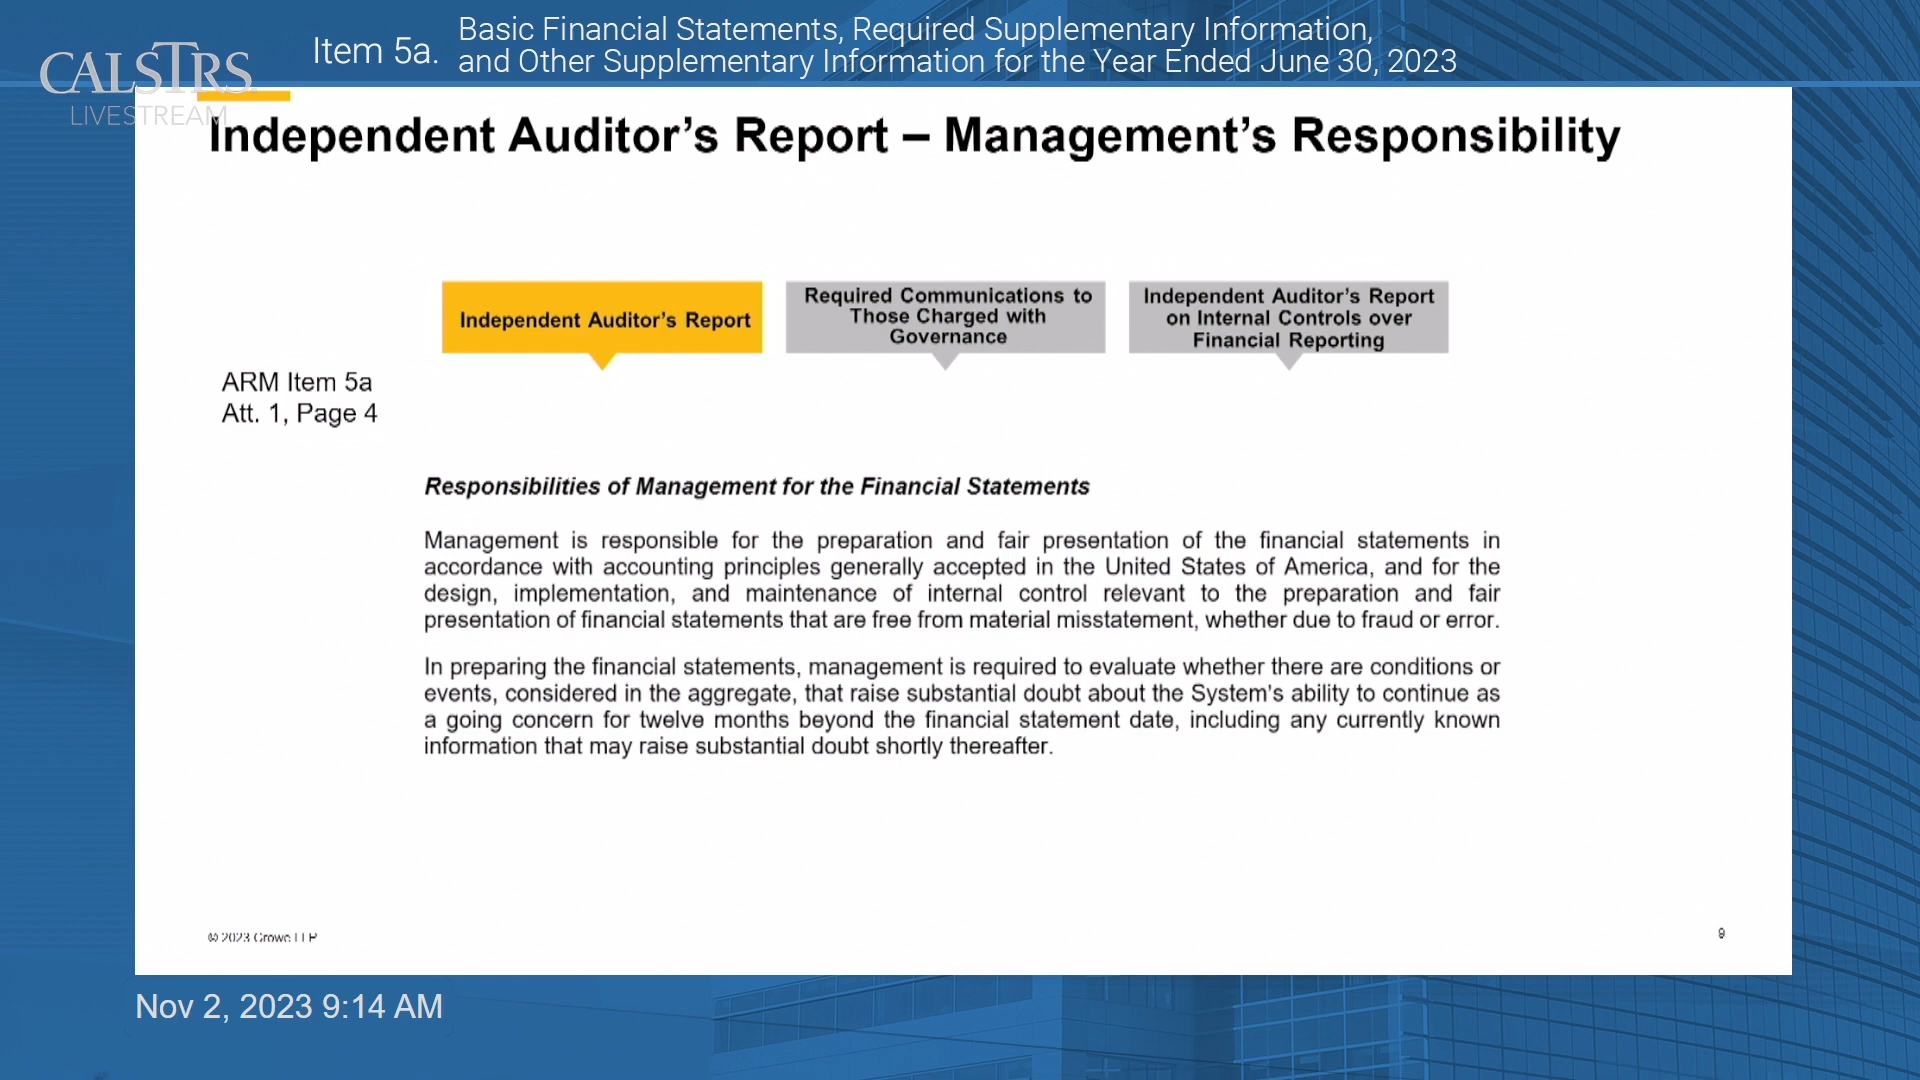 Item 5a.
Basic Financial Statements, Required Supplementary Information,
and Other Supplementary Information for the Year Ended June 30, 2023
CALSTRS
LIVESTREAM
Independent Auditor’s Report – Management’s Responsibility
Independent Auditor’s Report
Required Communications to
Those Charged with
Governance
Independent Auditor’s Report
on Internal Controls over
Financial Reporting
ARM Item 5a
Att. 1, Page 4
Responsibilities of Management for the Financial Statements
Management is responsible for the preparation and fair presentation of the financial statements in
accordance with accounting principles generally accepted in the United States of America, and for the
design, implementation, and maintenance of internal control relevant to the preparation and fair
presentation of financial statements that are free from material misstatement, whether due to fraud or error.
In preparing the financial statements, management is required to evaluate whether there are conditions or
events, considered in the aggregate, that raise substantial doubt about the System's ability to continue as
a going concern for twelve months beyond the financial statement date, including any currently known
information that may raise substantial doubt shortly thereafter.
© 2023 Crowe LLP
9
Nov 2, 2023 9:14 AM